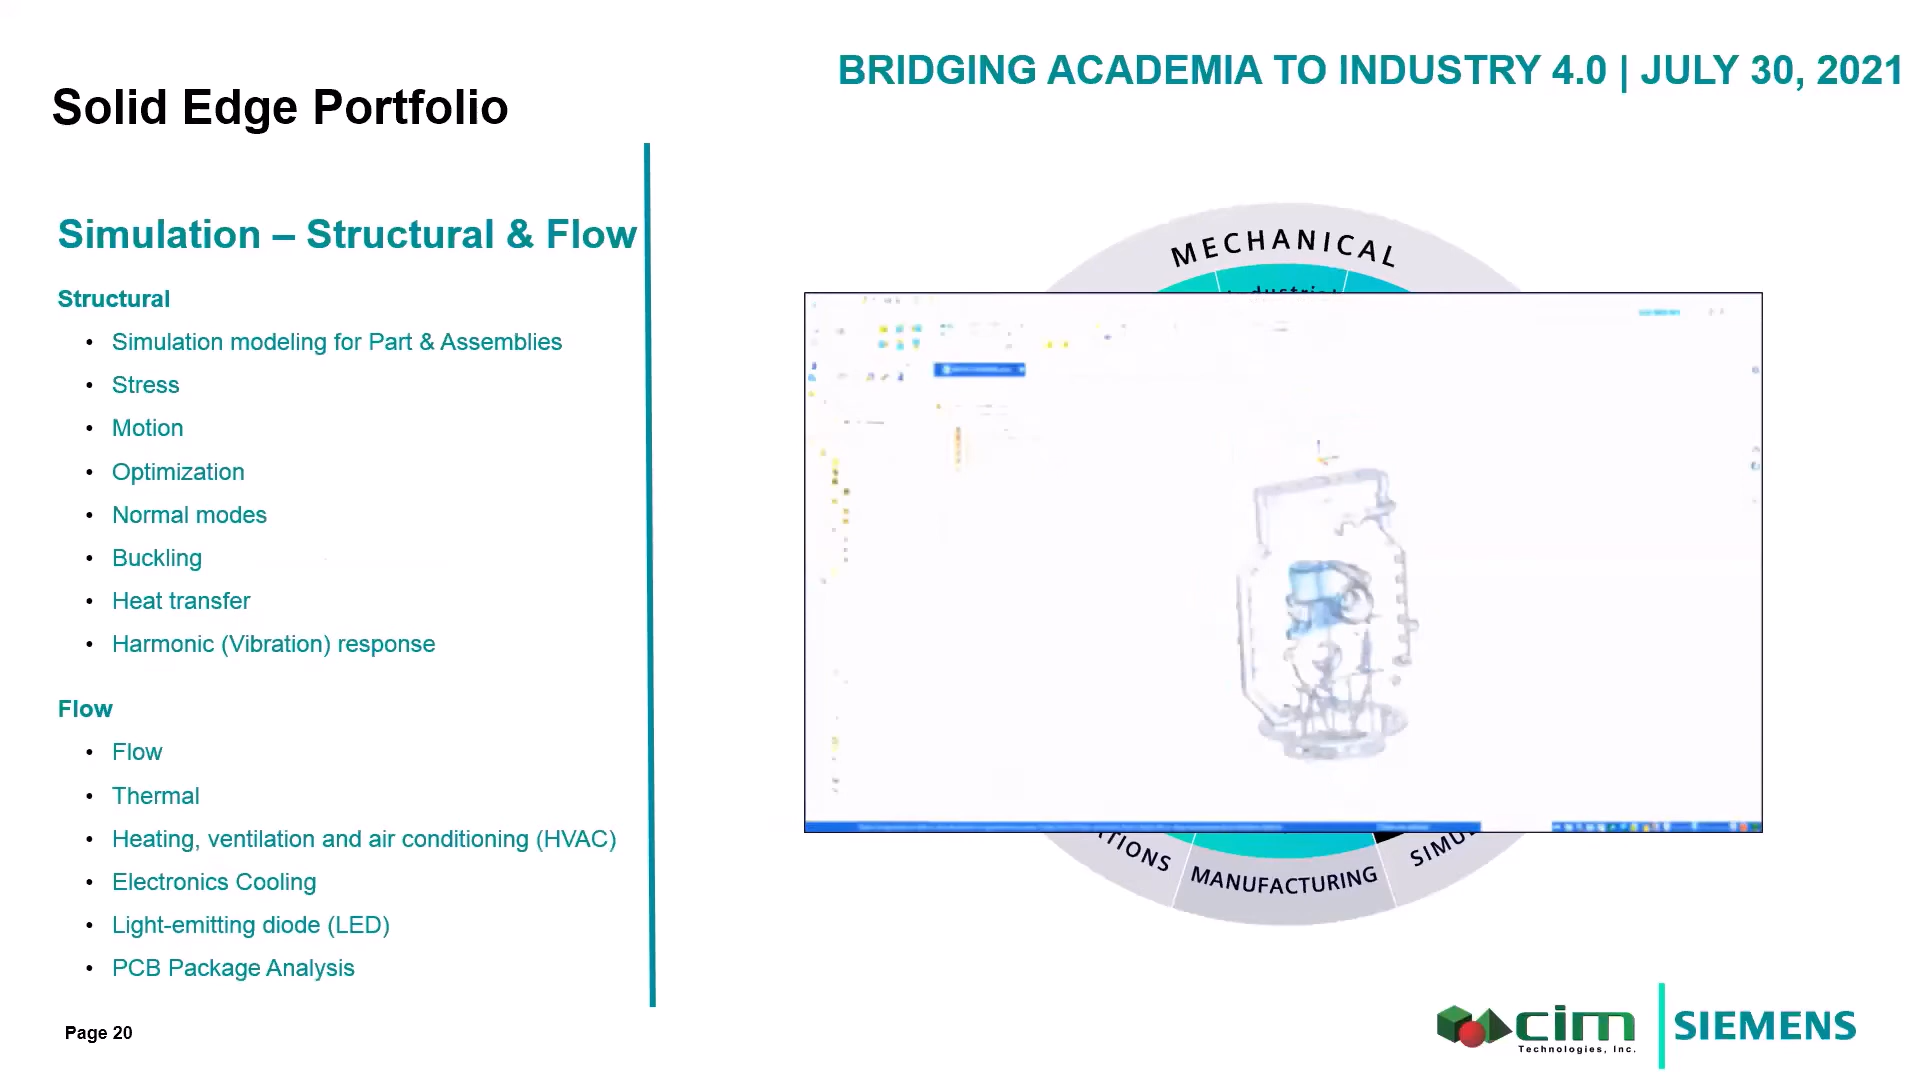 BRIDGING ACADEMIA TO INDUSTRY 4.0 | JULY 30, 2021
Solid Edge Portfolio
Simulation – Structural & Flow
Structural
• Simulation modeling for Part & Assemblies
• Stress
• Motion
• Optimization
• Normal modes
• Buckling
• Heat transfer
• Harmonic (Vibration) response
Flow
• Flow
• Thermal
• Heating, ventilation and air conditioning (HVAC)
• Electronics Cooling
• Light-emitting diode (LED)
• PCB Package Analysis
Page 20
MECHANICAL
MANUFACTURING
cim
Technologies, Inc.
SIEMENS